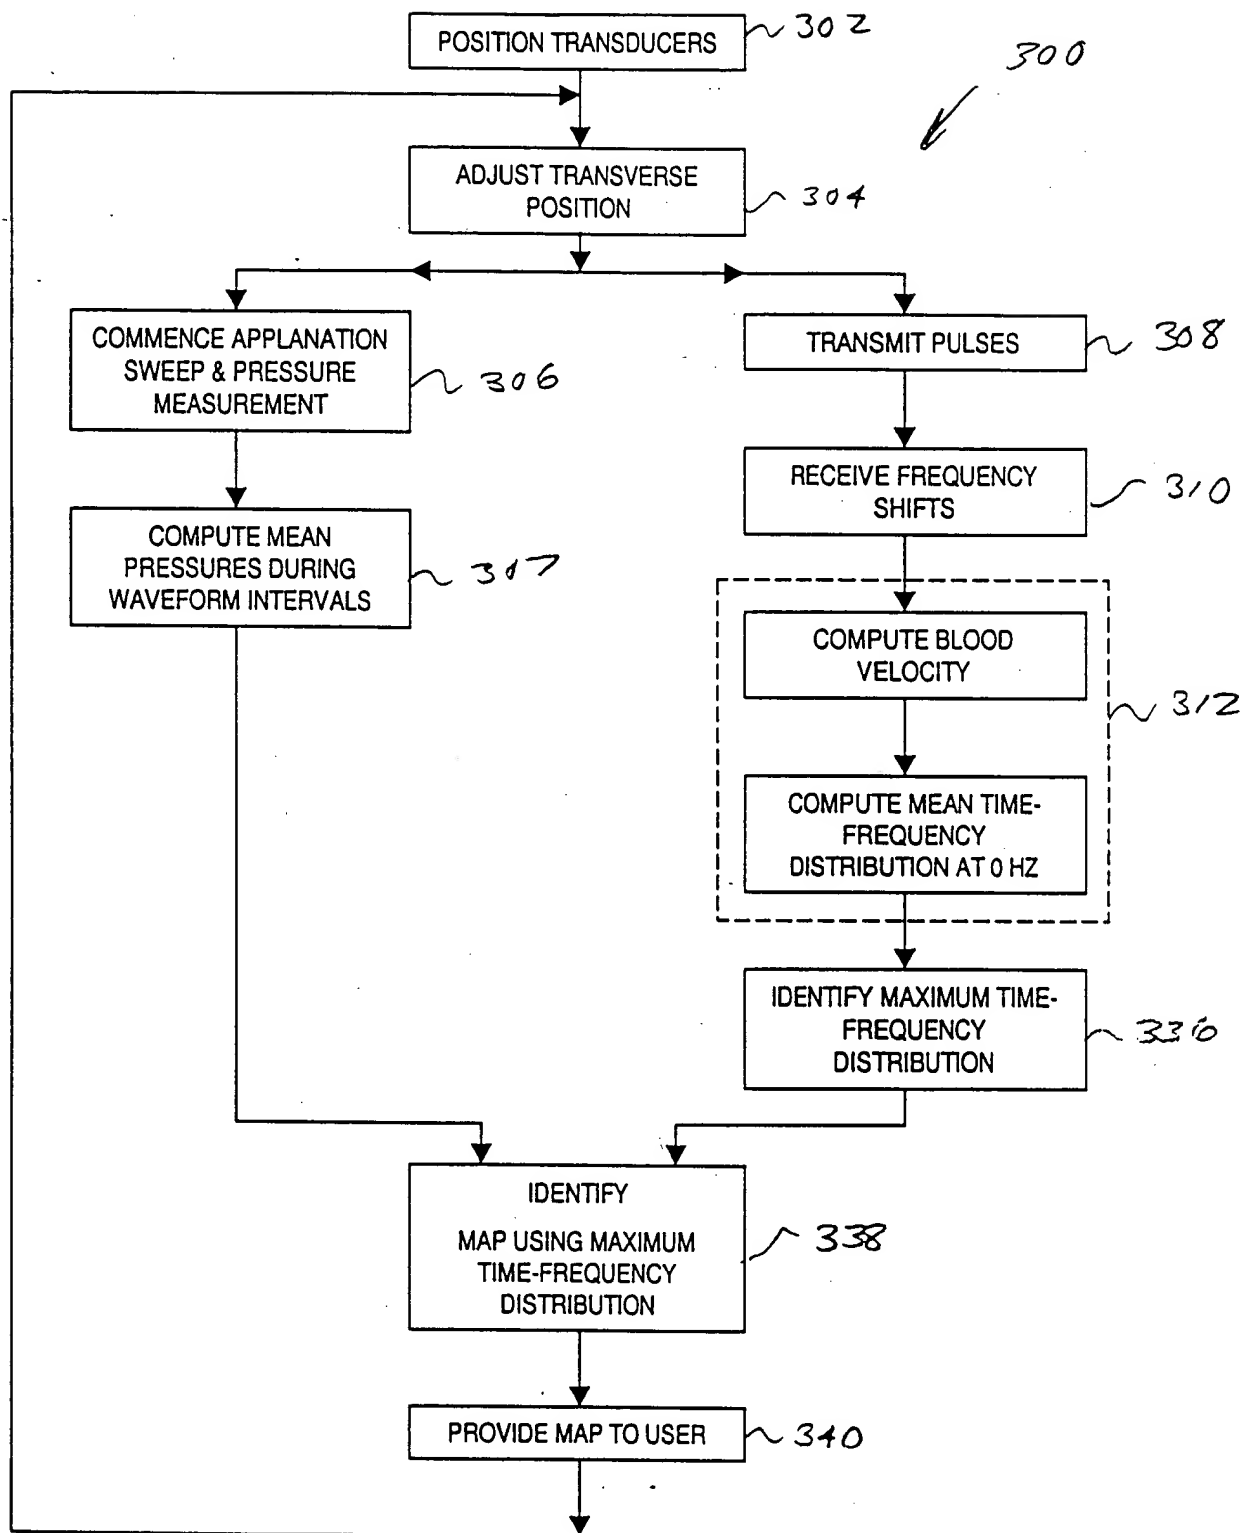 POSITION TRANSDUCERS
302
300
ADJUST TRANSVERSE
POSITION
304
COMMENCE APPLANATION
SWEEP & PRESSURE
MEASUREMENT
306
TRANSMIT PULSES
308
RECEIVE FREQUENCY
SHIFTS
310
COMPUTE MEAN
PRESSURES DURING
WAVEFORM INTERVALS
307
COMPUTE BLOOD
VELOCITY
312
COMPUTE MEAN TIME-
FREQUENCY
DISTRIBUTION AT 0 HZ
IDENTIFY MAXIMUM TIME-
FREQUENCY
DISTRIBUTION
336
IDENTIFY
MAP USING MAXIMUM
TIME-FREQUENCY
DISTRIBUTION
338
PROVIDE MAP TO USER
340